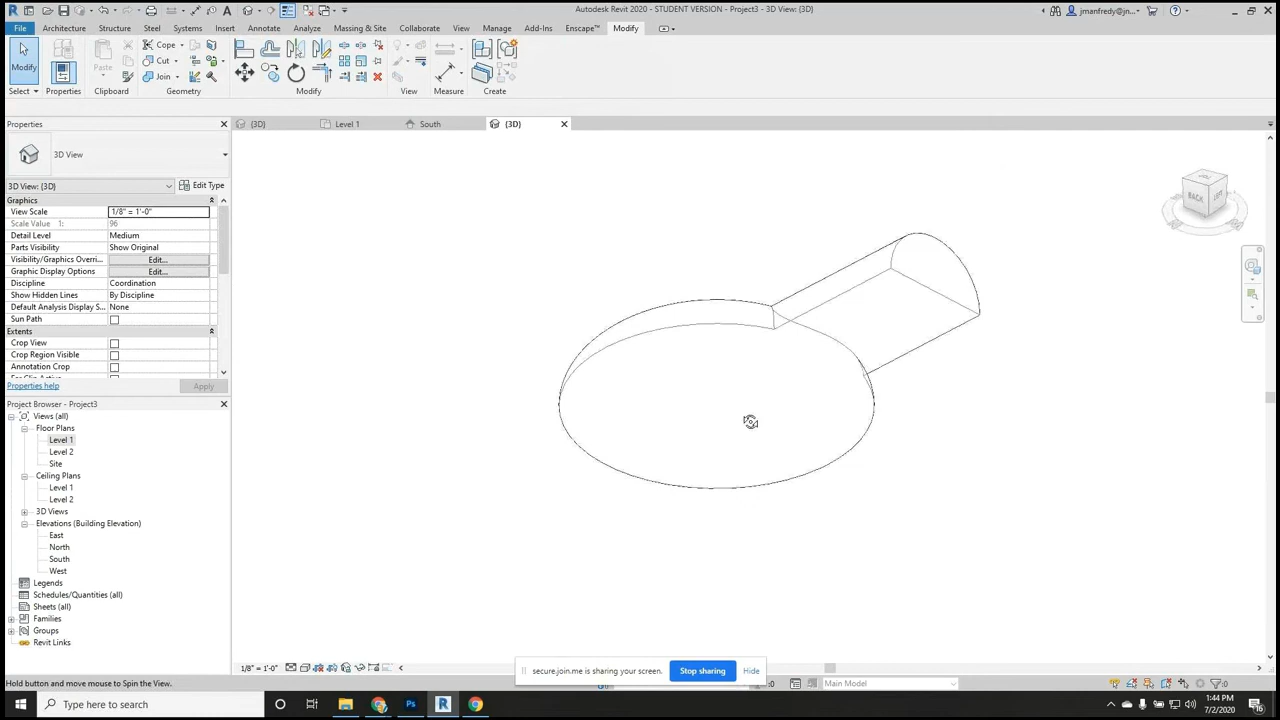 Autodesk Revit 2020 - STUDENT VERSION - Project3 - 3D View: {3D}
jmanfredy@jn...
File Architecture Structure Steel Systems Insert Annotate Analyze Massing & Site Collaborate View Manage Add-Ins Enscape™ Modify
Modify Paste Cope Cut Join
Select Properties Clipboard Geometry Modify View Measure Create
Properties
{3D} Level 1 South {3D}
3D View
3D View: {3D} Edit Type
Graphics
View Scale 1/8" = 1'-0"
Scale Value 1: 96
Detail Level Medium
Parts Visibility Show Original
Visibility/Graphics Overri... Edit...
Graphic Display Options Edit...
Discipline Coordination
Show Hidden Lines By Discipline
Default Analysis Display S... None
Sun Path
Extents
Crop View
Crop Region Visible
Annotation Crop
Properties help Apply
Project Browser - Project3
Views (all)
Floor Plans
Level 1
Level 2
Site
Ceiling Plans
Level 1
Level 2
3D Views
Elevations (Building Elevation)
East
North
South
West
Legends
Schedules/Quantities (all)
Sheets (all)
Families
Groups
Revit Links
BACK
1/8" = 1'-0"
secure.join.me is sharing your screen. Stop sharing Hide
Hold button and move mouse to Spin the View.
:0 Main Model :0
Type here to search
1:44 PM
7/2/2020
16